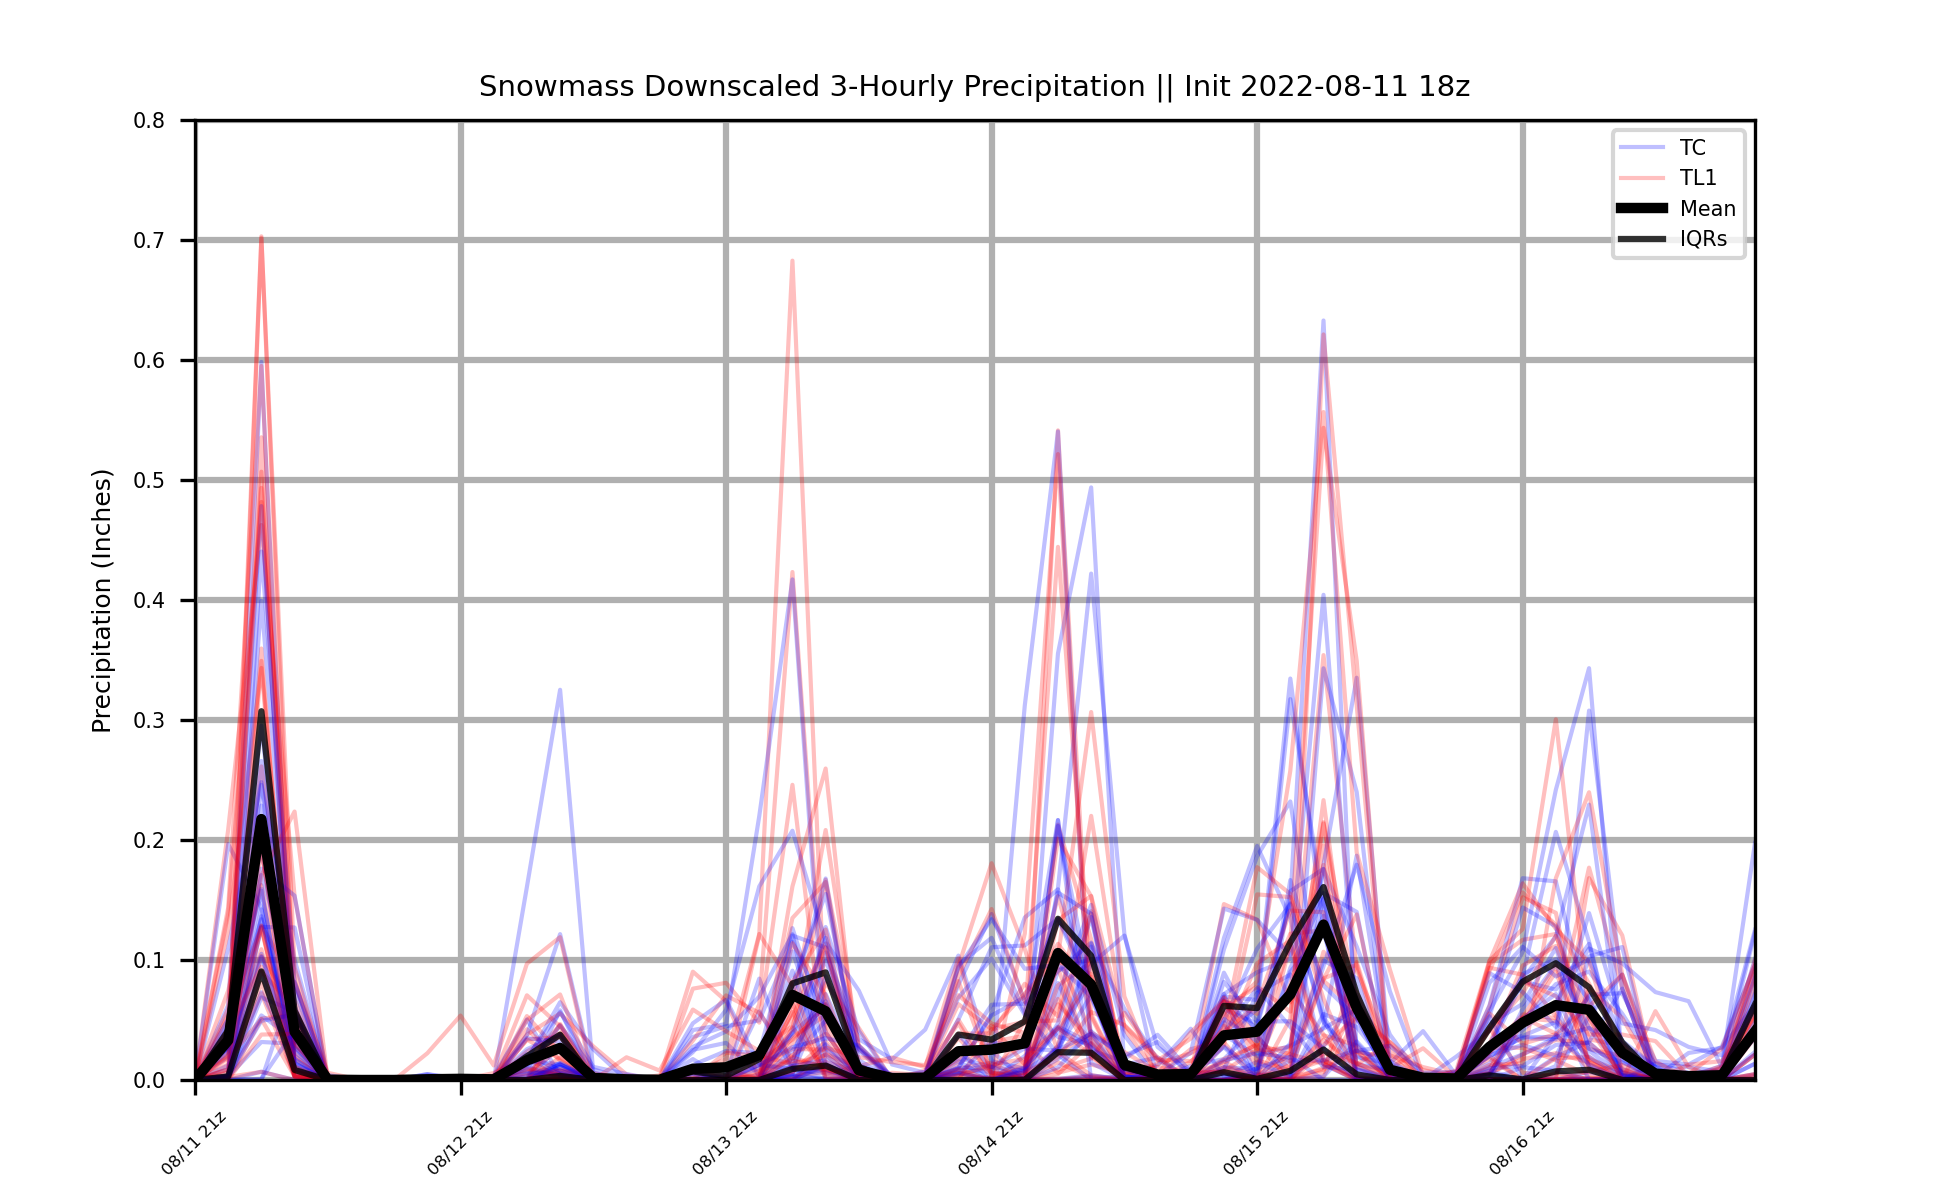 Snowmass Downscaled 3-Hourly Precipitation || Init 2022-08-11 18z
TC
TL1
Mean
IQRs
Precipitation (Inches)
0.8
0.7
0.6
0.5
0.4
0.3
0.2
0.1
0.0
08/11 21z
08/12 21z
08/13 21z
08/14 21z
08/15 21z
08/16 21z